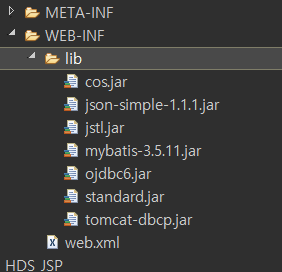 META-INF
WEB-INF
lib
cos.jar
json-simple-1.1.1.jar
jstl.jar
mybatis-3.5.11.jar
ojdbc6.jar
standard.jar
tomcat-dbcp.jar
web.xml
HDS JSP